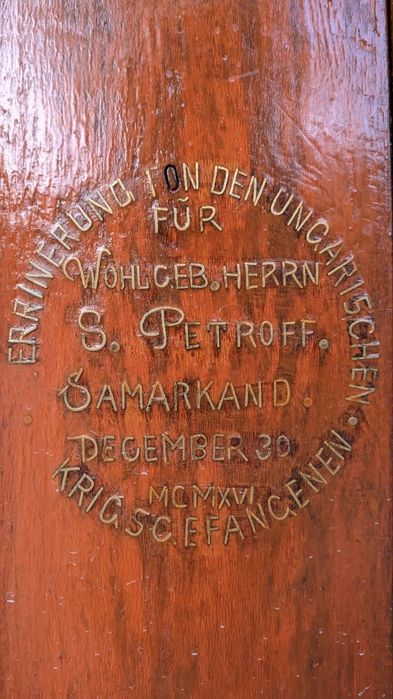 ERRINERUNG VON DEN UNGARISCHEN
FÜR
WOHLGEB. HERRN
S. PETROFF.
SAMARKAND.
DECEMBER 30
MCMXVI
KRIGSGEFANGENEN